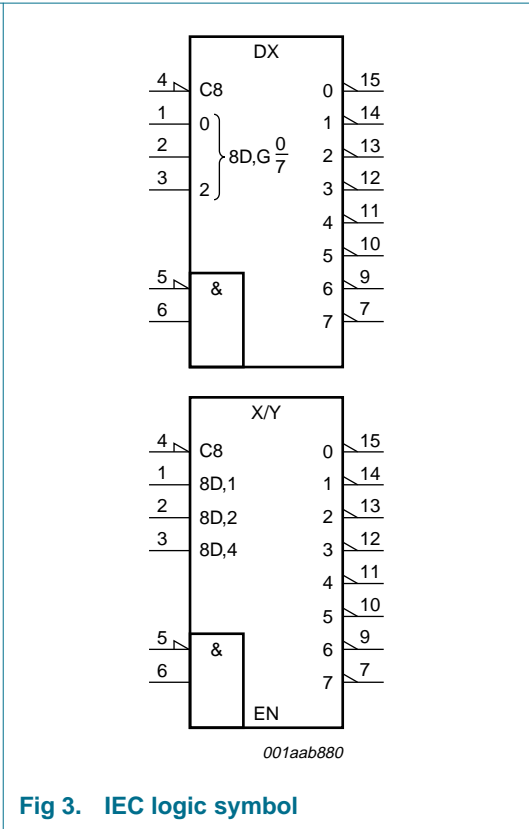 DX
4 C8 0 15
1 0 1 14
2 8D,G 0/7 2 13
3 2 3 12
4 11
5 10
5 & 6 9
6 7 7
X/Y
4 C8 0 15
1 8D,1 1 14
2 8D,2 2 13
3 8D,4 3 12
4 11
5 10
5 & 6 9
6 7 7
EN
001aab880
Fig 3. IEC logic symbol